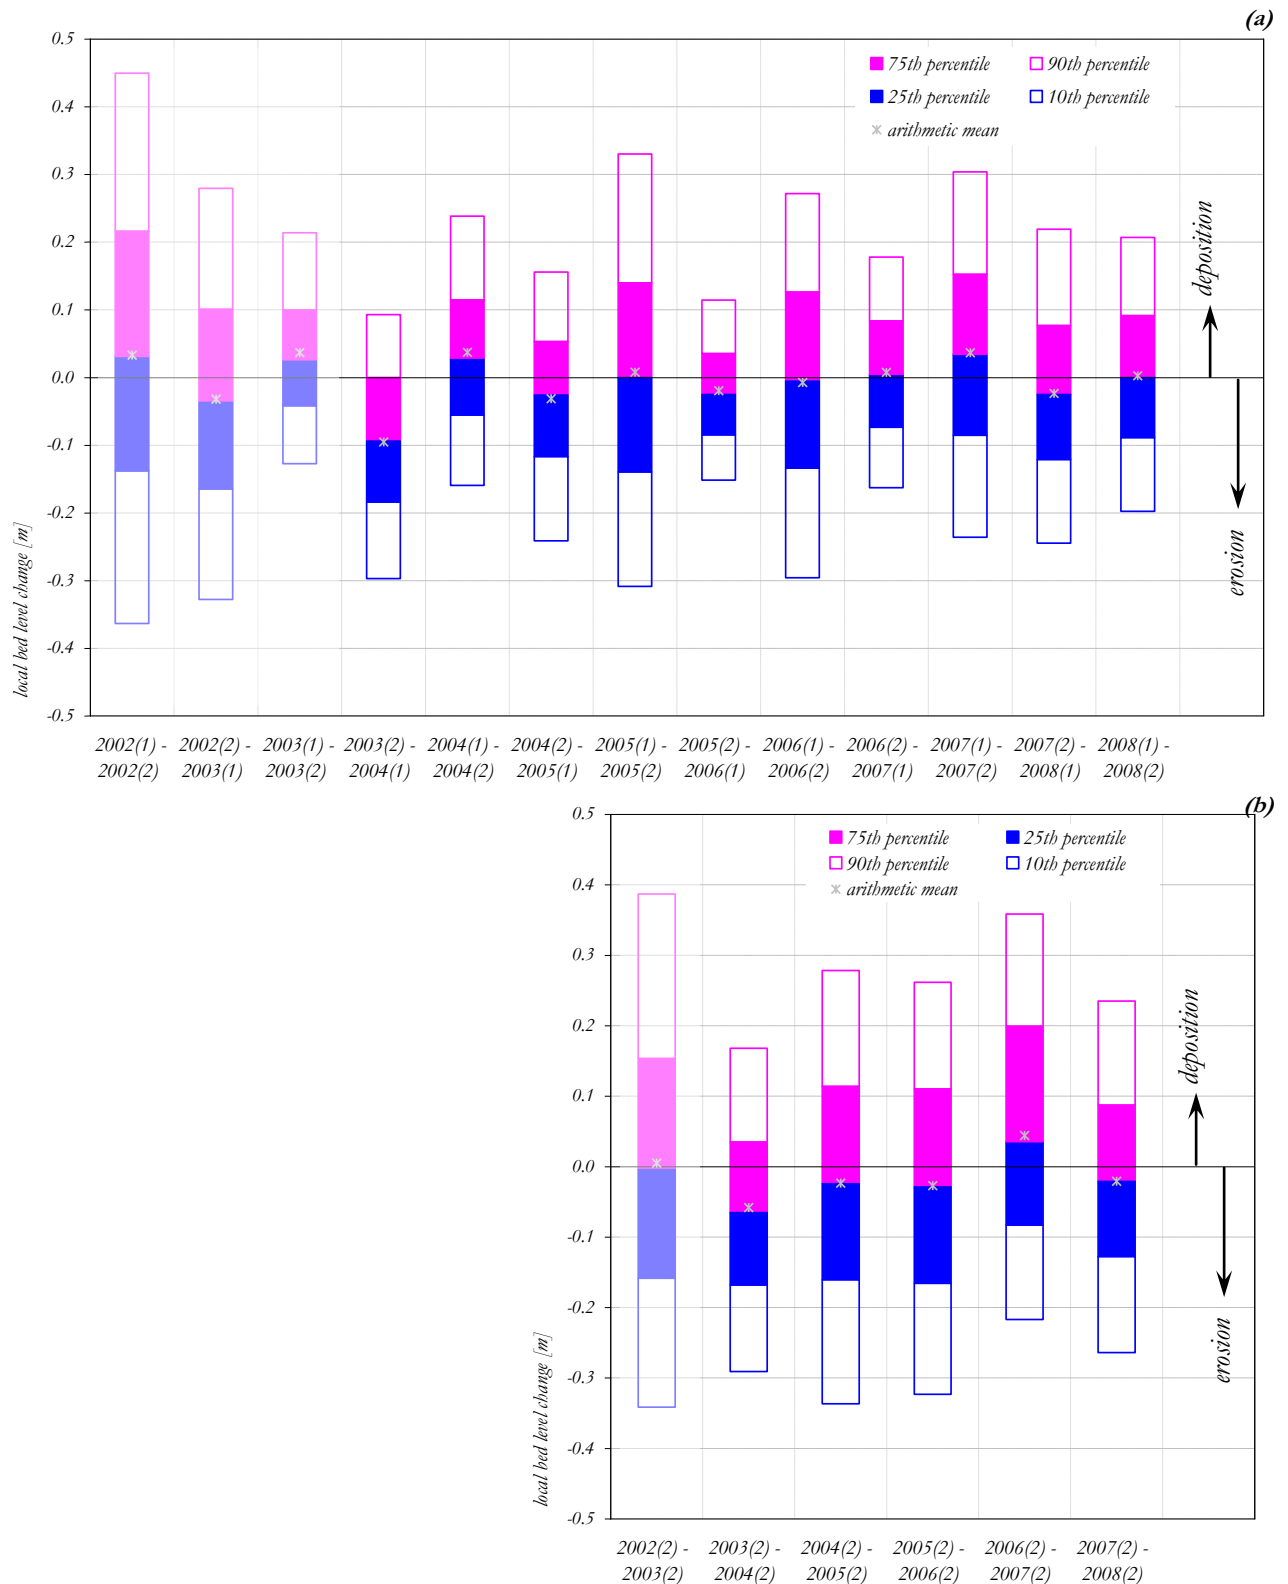 (a)
0.5
75th percentile 90th percentile
0.4
25th percentile 10th percentile
arithmetic mean
0.3
0.2
deposition
0.1
0.0
-0.1
-0.2
erosion
-0.3
-0.4
-0.5
local bed level change [m]
2002(1) - 2002(2) - 2003(1) - 2003(2) - 2004(1) - 2004(2) - 2005(1) - 2005(2) - 2006(1) - 2006(2) - 2007(1) - 2007(2) - 2008(1) -
2002(2) 2003(1) 2003(2) 2004(1) 2004(2) 2005(1) 2005(2) 2006(1) 2006(2) 2007(1) 2007(2) 2008(1) 2008(2)
(b)
0.5
75th percentile 25th percentile
90th percentile 10th percentile
0.4
arithmetic mean
0.3
0.2
deposition
0.1
0.0
-0.1
-0.2
erosion
-0.3
-0.4
-0.5
local bed level change [m]
2002(2) - 2003(2) - 2004(2) - 2005(2) - 2006(2) - 2007(2) -
2003(2) 2004(2) 2005(2) 2006(2) 2007(2) 2008(2)